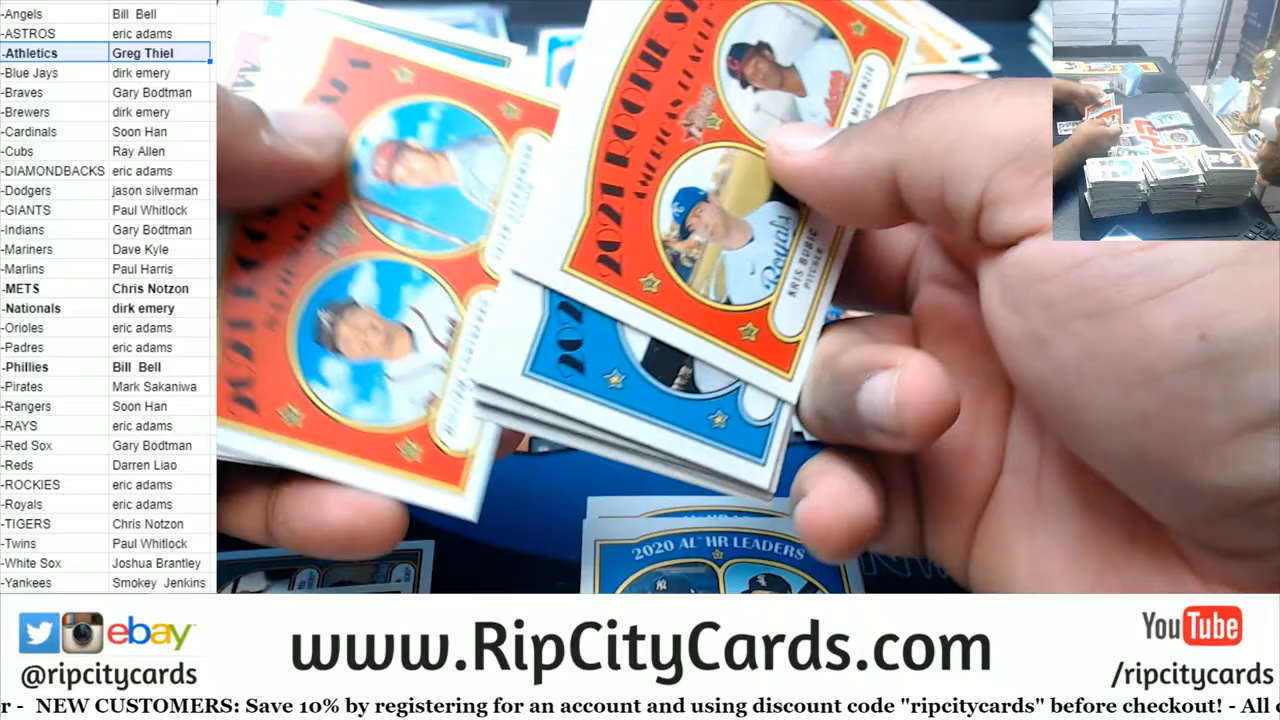 -Angels Bill Bell
-ASTROS eric adams
-Athletics Greg Thiel
-Blue Jays dirk emery
-Braves Gary Bodtman
-Brewers dirk emery
-Cardinals Soon Han
-Cubs Ray Allen
-DIAMONDBACKS eric adams
-Dodgers jason silverman
-GIANTS Paul Whitlock
-Indians Gary Bodtman
-Mariners Dave Kyle
-Marlins Paul Harris
-METS Chris Notzon
-Nationals dirk emery
-Orioles eric adams
-Padres eric adams
-Phillies Bill Bell
-Pirates Mark Sakaniwa
-Rangers Soon Han
-RAYS eric adams
-Red Sox Gary Bodtman
-Reds Darren Liao
-ROCKIES eric adams
-Royals eric adams
-TIGERS Chris Notzon
-Twins Paul Whitlock
-White Sox Joshua Brantley
-Yankees Smokey Jenkins
2021 ROOKIE
AMERICAN LEAGUE
McKENZIE
Royals
KRIS BUBIC
PITCHER
202
2020 AL HR LEADERS
ebay
@ripcitycards
www.RipCityCards.com
YouTube
/ripcitycards
r - NEW CUSTOMERS: Save 10% by registering for an account and using discount code "ripcitycards" before checkout! - All